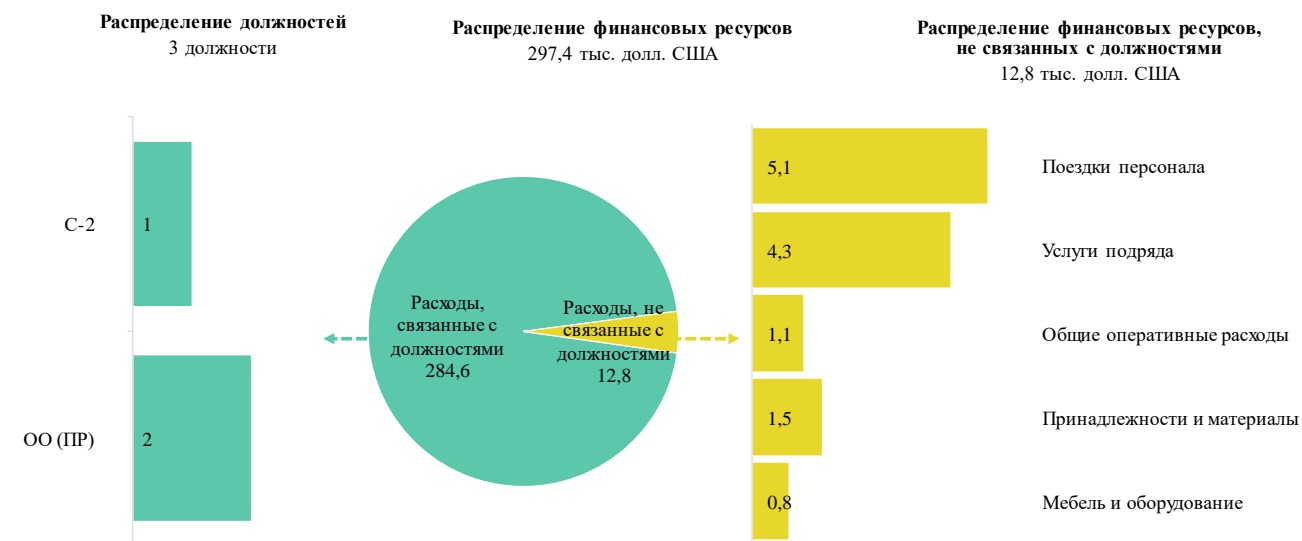 Распределение должностей
3 должности
С-2
1
ОО (ПР)
2
Распределение финансовых ресурсов
297,4 тыс. долл. США
Расходы,
связанные с
должностями
284,6
Расходы, не
связанные с
должностями
12,8
Распределение финансовых ресурсов,
не связанных с должностями
12,8 тыс. долл. США
5,1
Поездки персонала
4,3
Услуги подряда
1,1
Общие оперативные расходы
1,5
Принадлежности и материалы
0,8
Мебель и оборудование